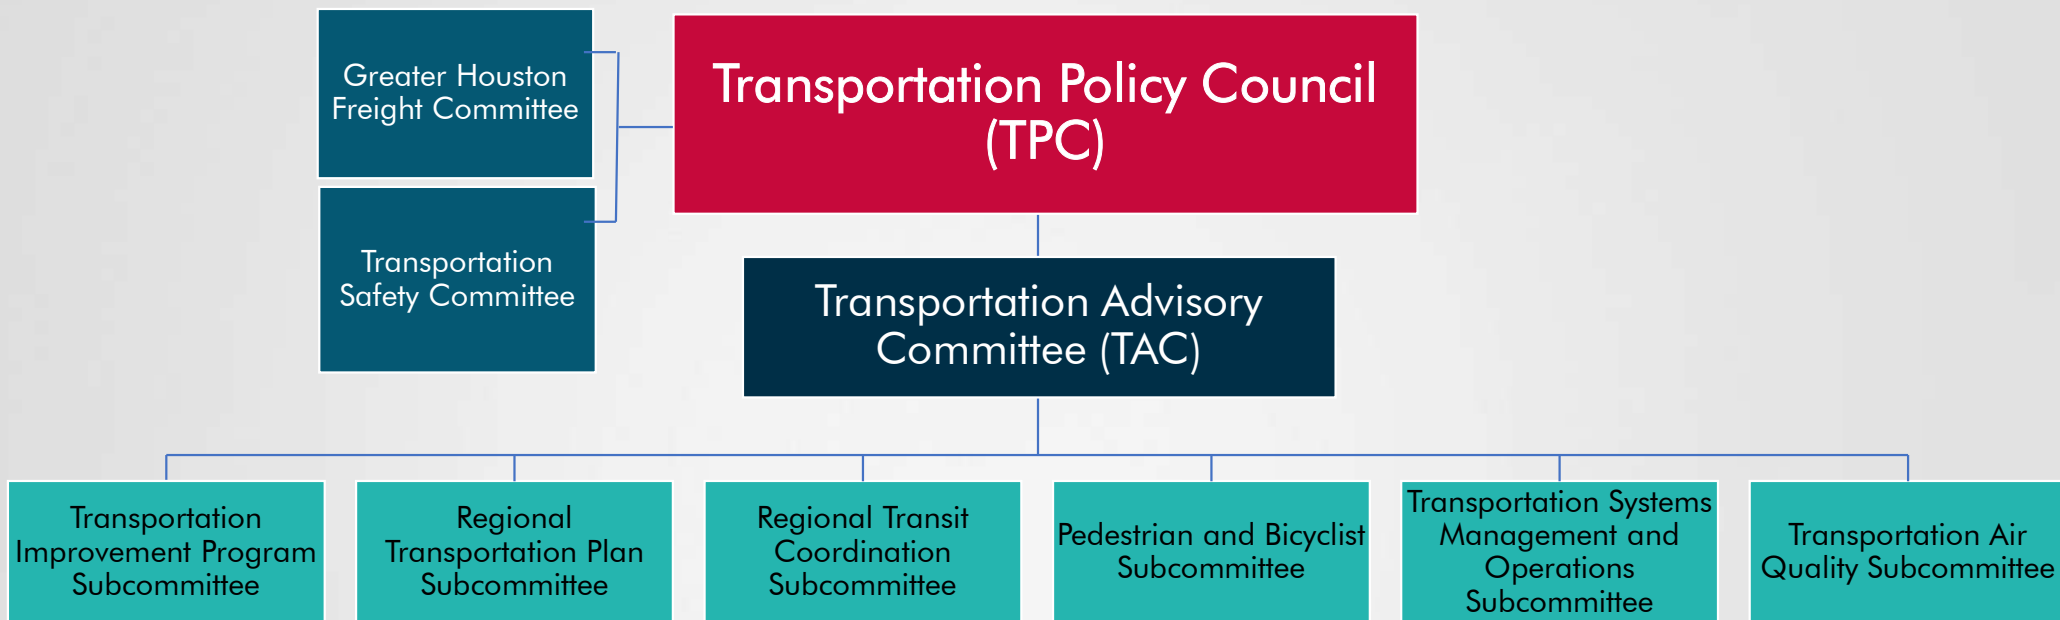 Greater Houston
Freight Committee
Transportation Policy Council
(TPC)
Transportation
Safety Committee
Transportation Advisory
Committee (TAC)
Transportation
Improvement Program
Subcommittee
Regional
Transportation Plan
Subcommittee
Regional Transit
Coordination
Subcommittee
Pedestrian and Bicyclist
Subcommittee
Transportation Systems
Management and
Operations
Subcommittee
Transportation Air
Quality Subcommittee